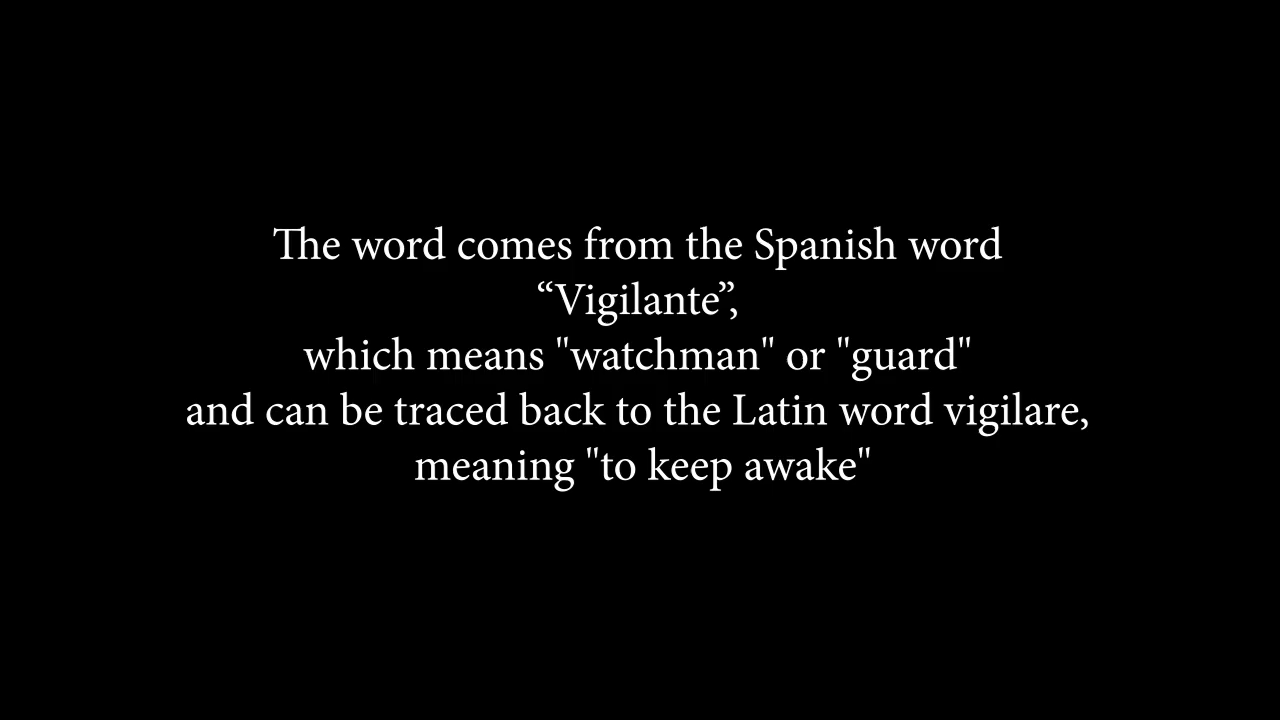 The word comes from the Spanish word
“Vigilante”,
which means "watchman" or "guard"
and can be traced back to the Latin word vigilare,
meaning "to keep awake"